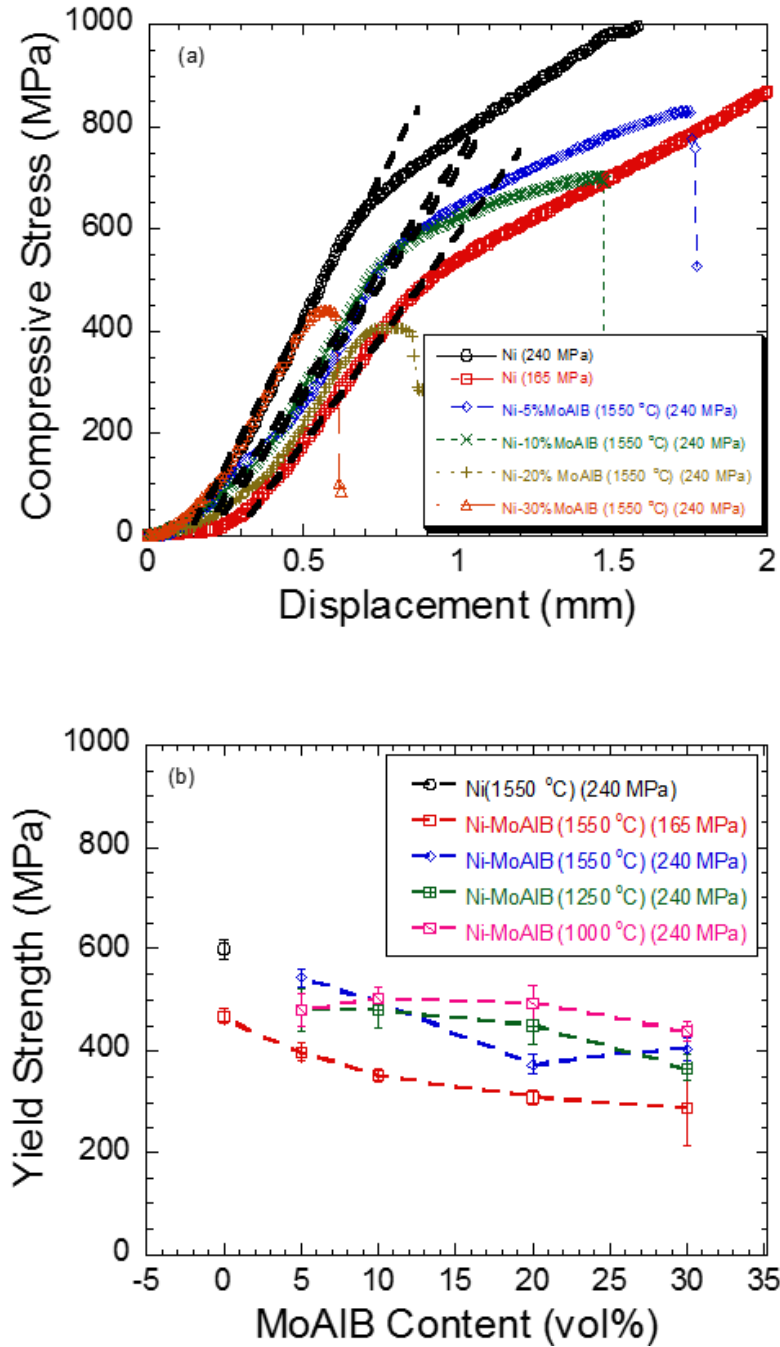 1000
(a)
800
600
400
200
0
Compressive Stress (MPa)
Ni (240 MPa)
Ni (165 MPa)
Ni-5%MoAlB (1550 °C) (240 MPa)
Ni-10%MoAlB (1550 °C) (240 MPa)
Ni-20% MoAlB (1550 °C) (240 MPa)
Ni-30%MoAlB (1550 °C) (240 MPa)
0 0.5 1 1.5 2
Displacement (mm)
1000
(b)
800
600
400
200
0
Yield Strength (MPa)
Ni(1550 °C) (240 MPa)
Ni-MoAlB (1550 °C) (165 MPa)
Ni-MoAlB (1550 °C) (240 MPa)
Ni-MoAlB (1250 °C) (240 MPa)
Ni-MoAlB (1000 °C) (240 MPa)
-5 0 5 10 15 20 25 30 35
MoAlB Content (vol%)